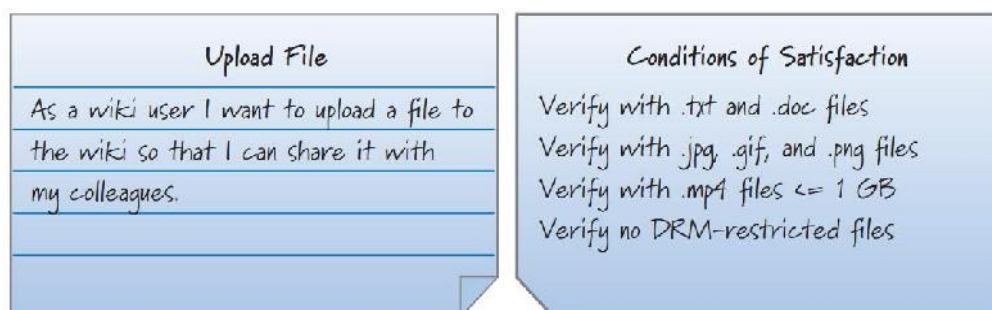 Upload File
As a wiki user I want to upload a file to
the wiki so that I can share it with
my colleagues.
Conditions of Satisfaction
Verify with .txt and .doc files
Verify with .jpg, .gif, and .png files
Verify with .mp4 files <= 1 GB
Verify no DRM-restricted files